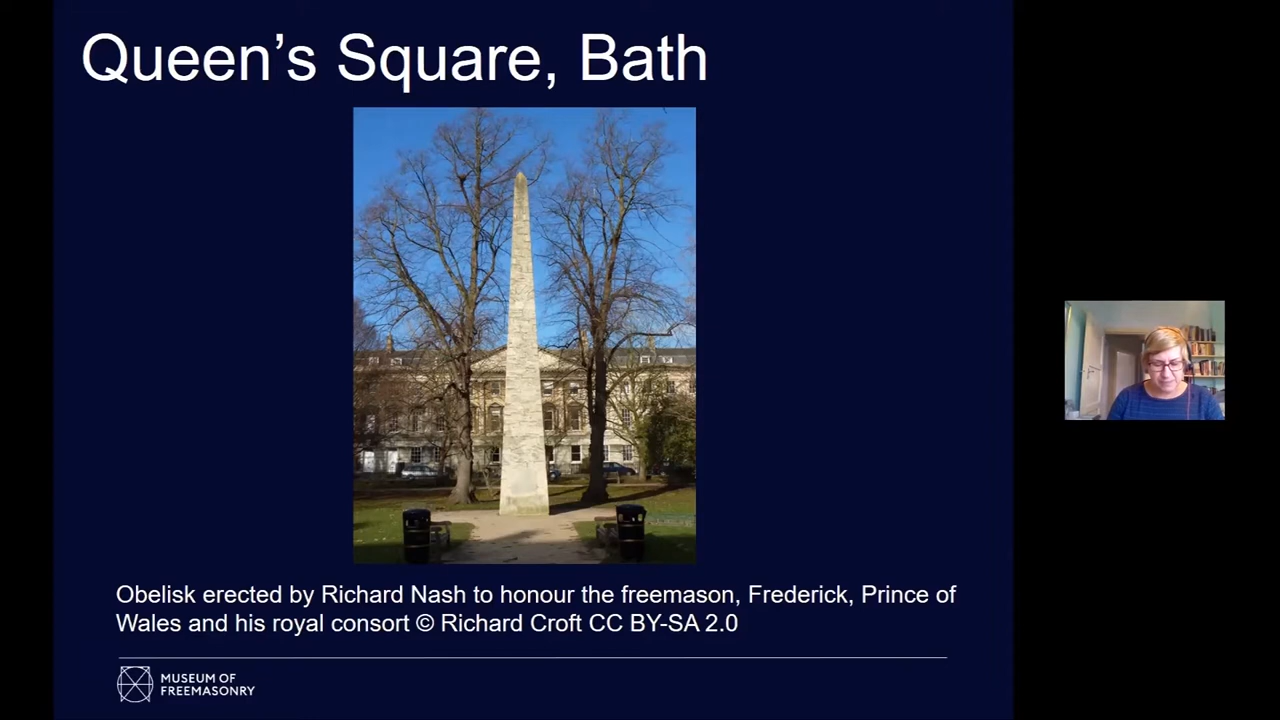 Queen's Square, Bath
Obelisk erected by Richard Nash to honour the freemason, Frederick, Prince of
Wales and his royal consort © Richard Croft CC BY-SA 2.0
MUSEUM OF
FREEMASONRY